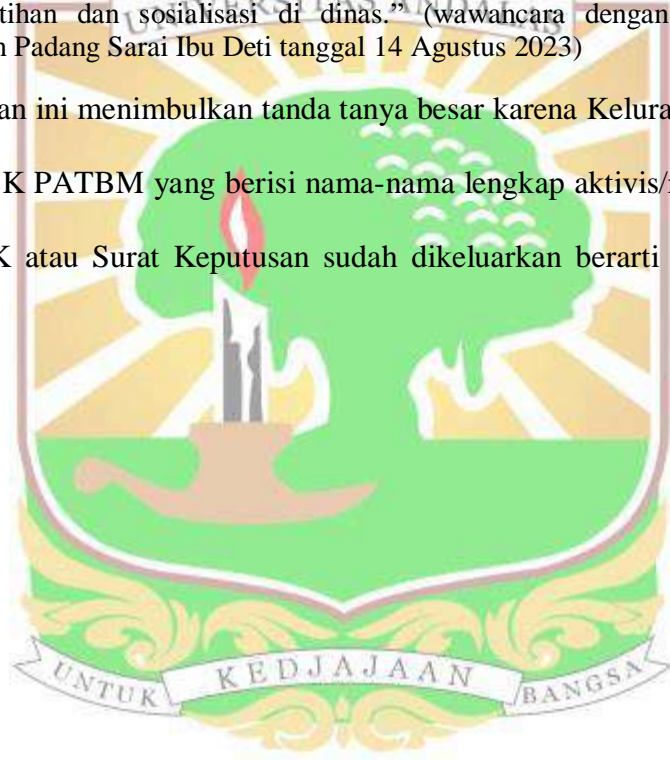 tihan dan sosialisasi di dinas.” (wawancara dengan
UNIVERSITAS ANDALAS
n Padang Sarai Ibu Deti tanggal 14 Agustus 2023)
an ini menimbulkan tanda tanya besar karena Kelura
K PATBM yang berisi nama-nama lengkap aktivis/
K atau Surat Keputusan sudah dikeluarkan berarti
UNTUK KEDJAJAAN BANGSA